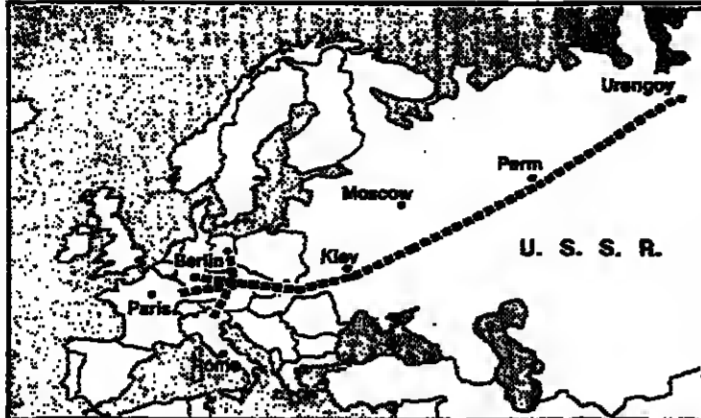 Urengoy
Perm
Moscow
U. S. S. R.
Kiev
Berlin
Paris
Rome